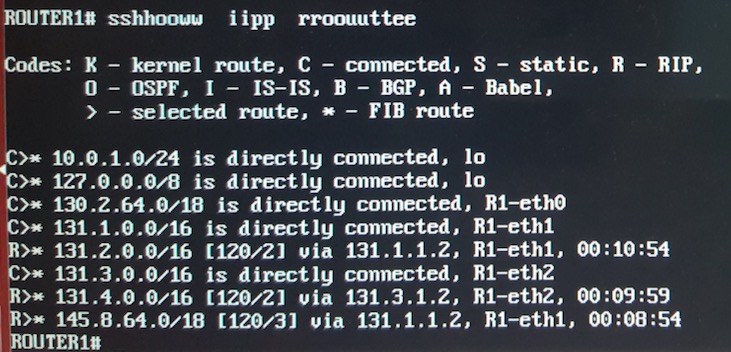 ROUTER1# sshhooww  iipp  rroouuttee
Codes: K - kernel route, C - connected, S - static, R - RIP,
O - OSPF, I - IS-IS, B - BGP, A - Babel,
> - selected route, * - FIB route
C>* 10.0.1.0/24 is directly connected, lo
C>* 127.0.0.0/8 is directly connected, lo
C>* 130.2.64.0/18 is directly connected, R1-eth0
C>* 131.1.0.0/16 is directly connected, R1-eth1
R>* 131.2.0.0/16 [120/2] via 131.1.1.2, R1-eth1, 00:10:54
C>* 131.3.0.0/16 is directly connected, R1-eth2
R>* 131.4.0.0/16 [120/2] via 131.3.1.2, R1-eth2, 00:09:59
R>* 145.8.64.0/18 [120/3] via 131.1.1.2, R1-eth1, 00:08:54
ROUTER1#